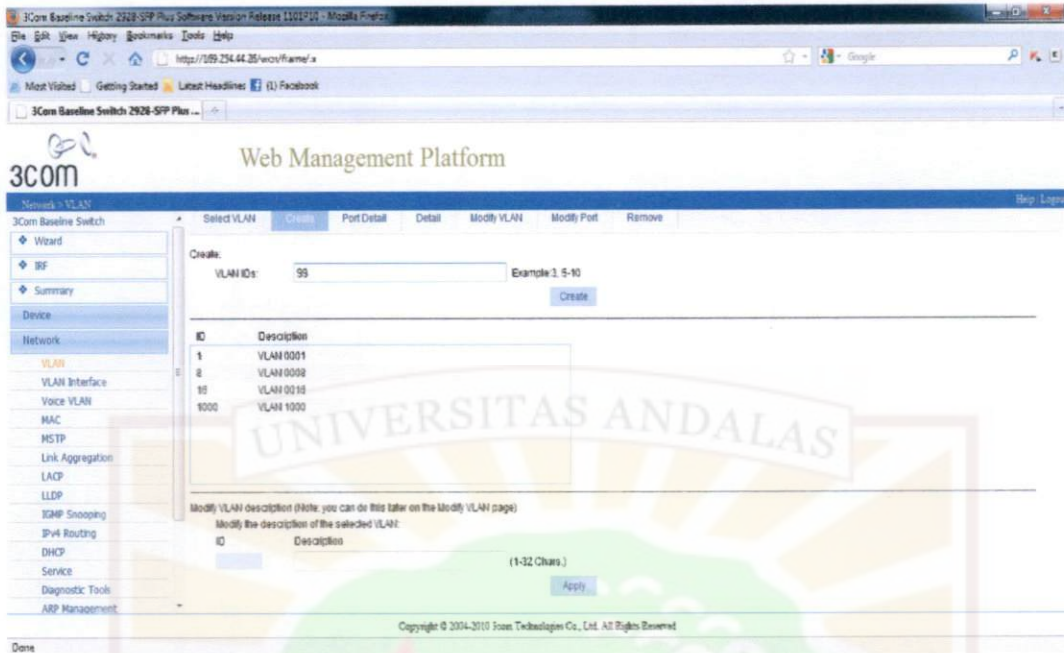 3Com Baseline Switch 2928-SFP Plus Software Version Release 1101P10 - Mozilla Firefox
File Edit View History Bookmarks Tools Help
http://169.254.44.26/wcn/frame/
Google
Most Visited Getting Started Latest Headlines (1) Facebook
3Com Baseline Switch 2928-SFP Plus ...
3COM
Web Management Platform
Network > VLAN
Help | Logout
3Com Baseline Switch
Select VLAN Create Port Detail Detail Modify VLAN Modify Port Remove
Wizard
IRF
Summary
Device
Network
VLAN
VLAN Interface
Voice VLAN
MAC
MSTP
Link Aggregation
LACP
LLDP
IGMP Snooping
IPv4 Routing
DHCP
Service
Diagnostic Tools
ARP Management
Create:
VLAN IDs: 99 Example:3, 5-10
Create
ID Description
1 VLAN 0001
VLAN
VLAN
1000 VLAN 1000
UNIVERSITAS ANDALAS
Modify VLAN description (Note: you can do this later on the Modify VLAN page)
Modify the description of the selected VLAN:
ID Description
(1-32 Chars.)
Apply
Copyright © 2004-2010 3com Technologies Co., Ltd. All Rights Reserved
Done